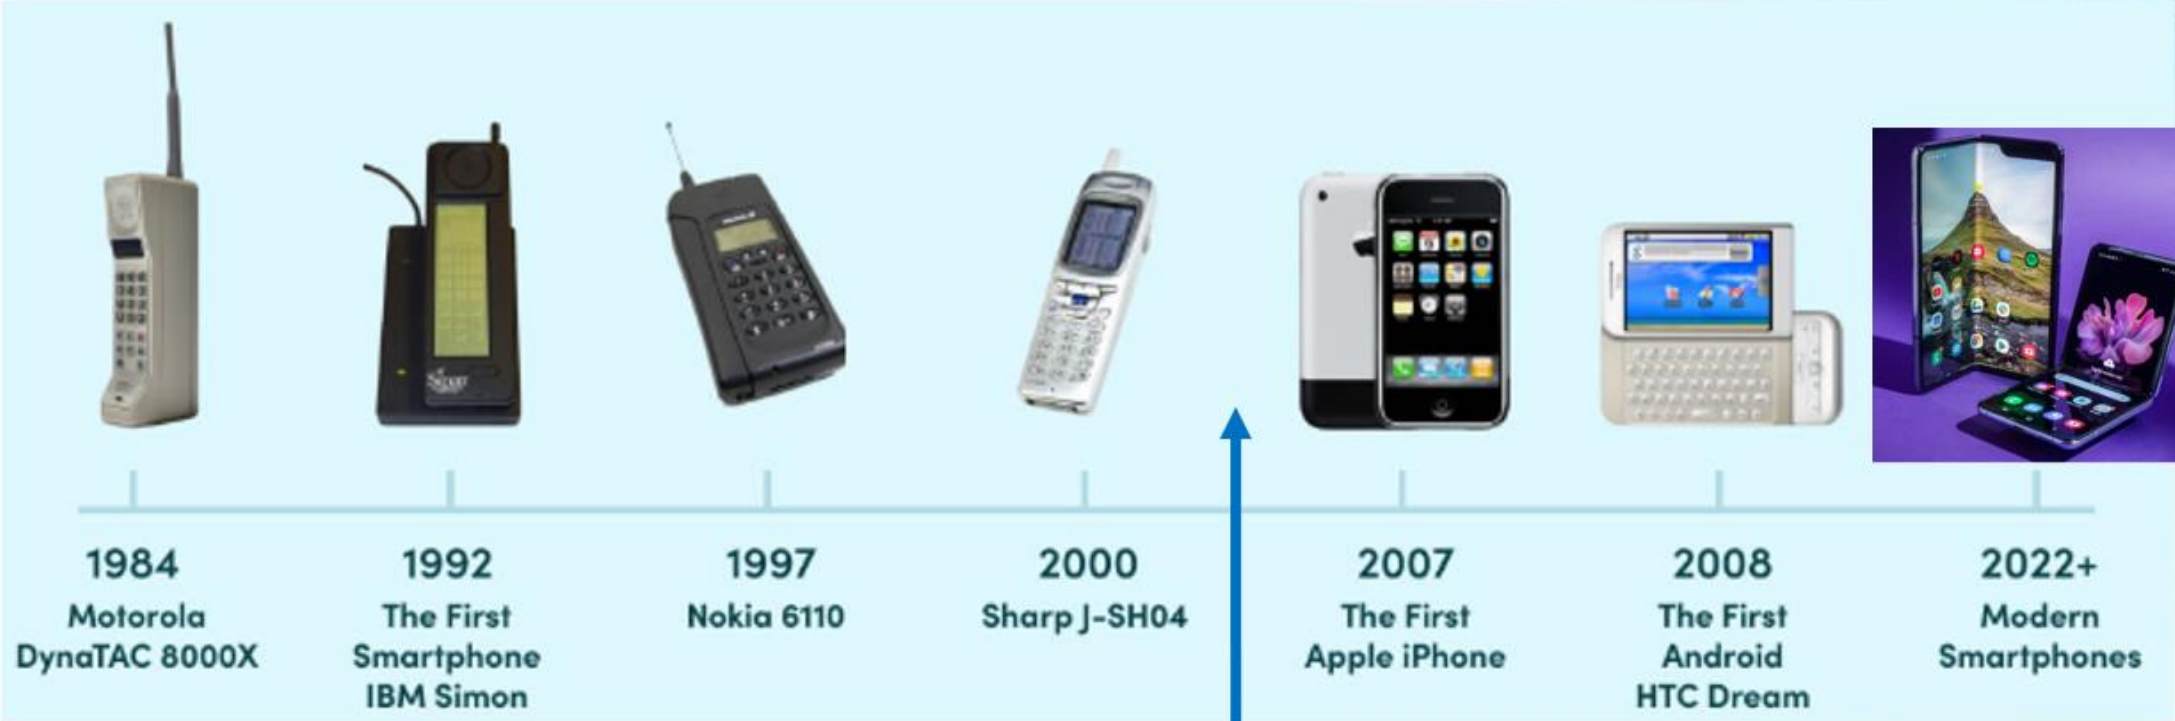 1984
Motorola
DynaTAC 8000X
1992
The First
Smartphone
IBM Simon
1997
Nokia 6110
2000
Sharp J-SH04
2007
The First
Apple iPhone
2008
The First
Android
HTC Dream
2022+
Modern
Smartphones